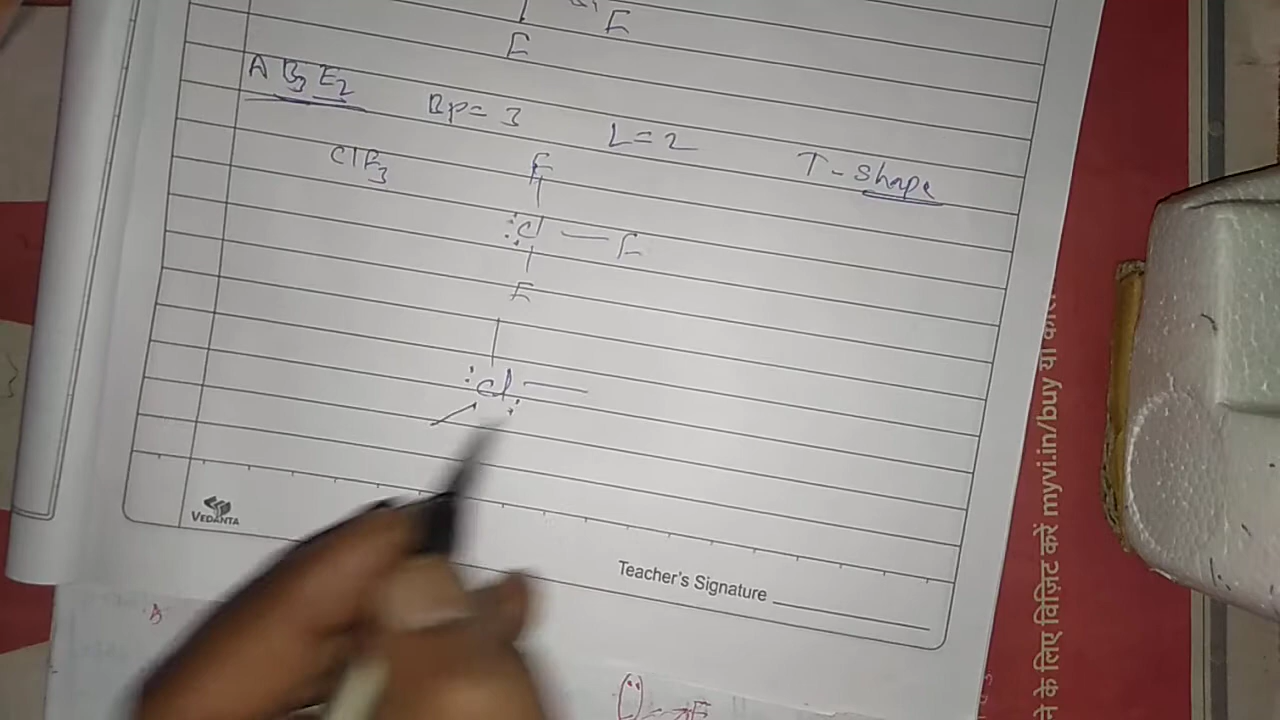 F
F
AB3E2 BP= 3 L=2 T-shape
ClF3
F
:Cl — F
F
:Cl
VEDANTA
Teacher's Signature
ने के लिए विज़िट करें myvi.in/buy या कॉल
F